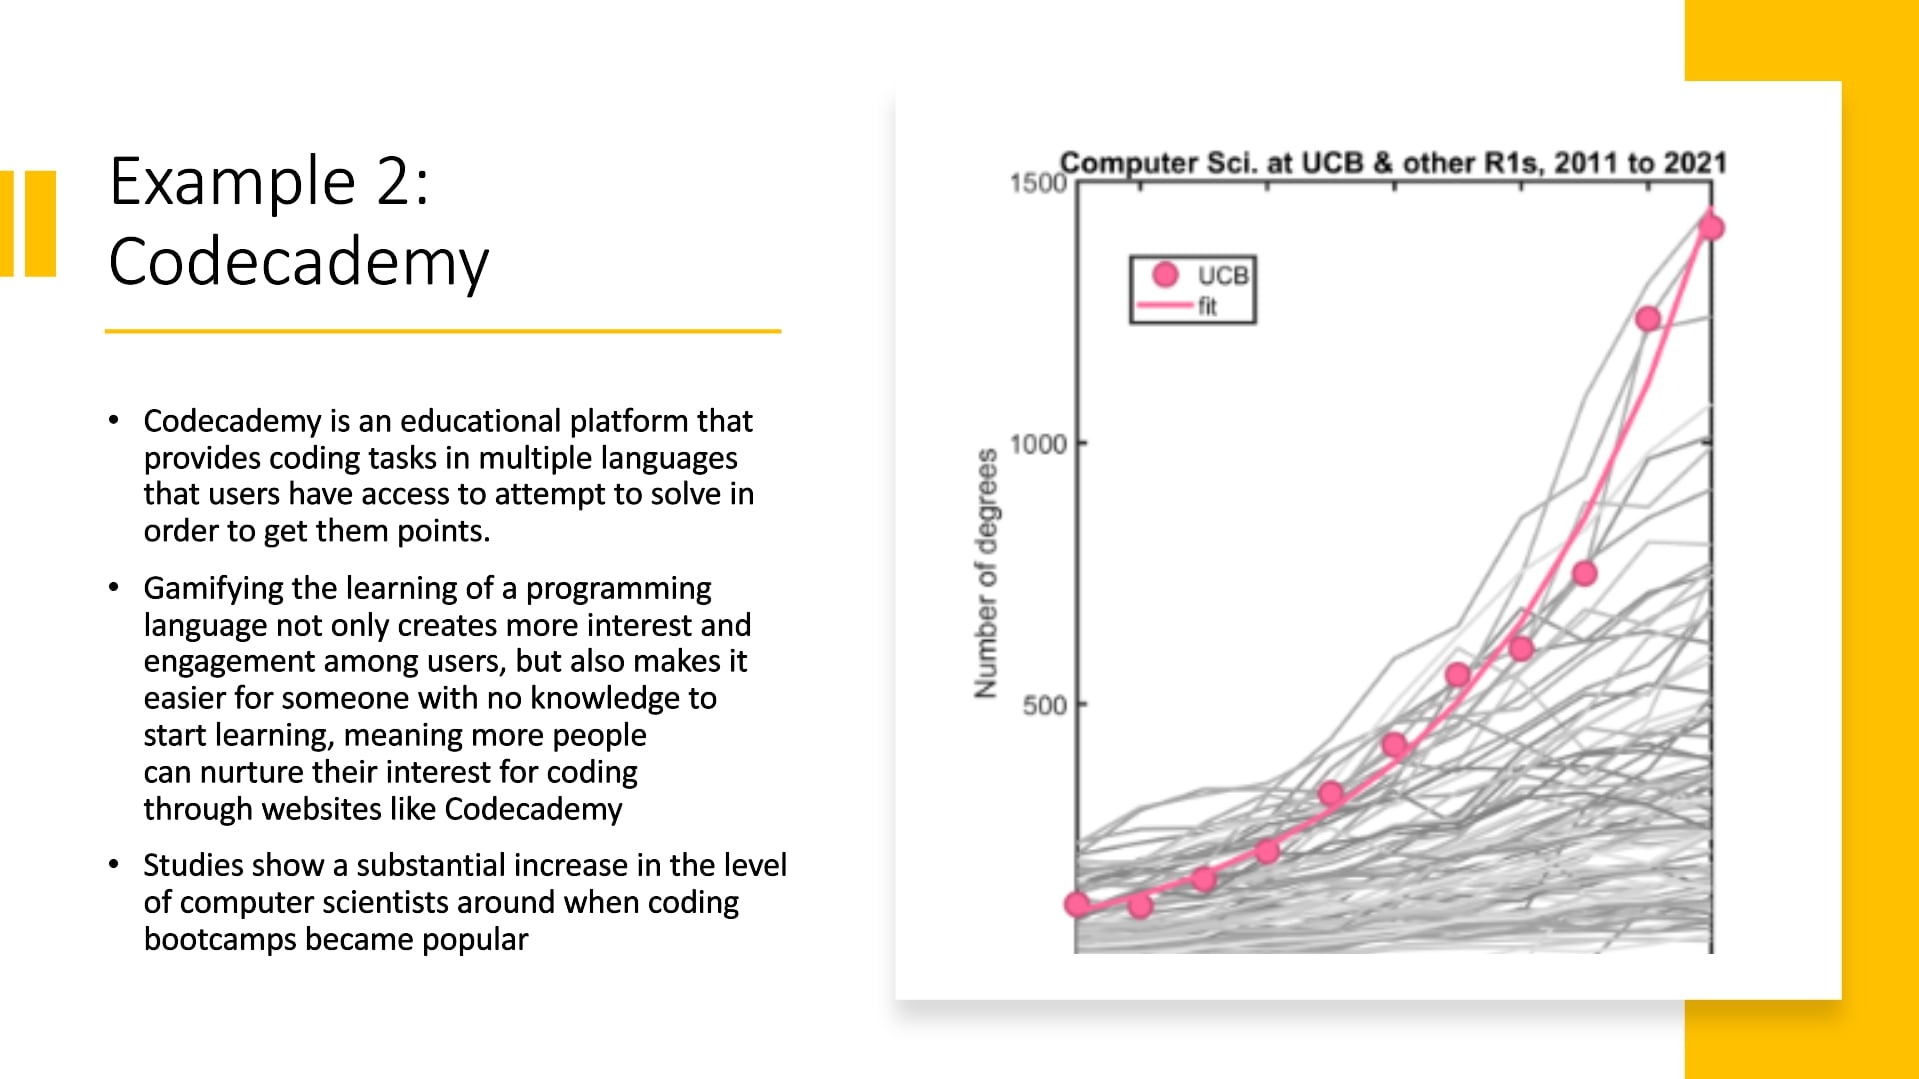 Example 2:
Codecademy
• Codecademy is an educational platform that
provides coding tasks in multiple languages
that users have access to attempt to solve in
order to get them points.
• Gamifying the learning of a programming
language not only creates more interest and
engagement among users, but also makes it
easier for someone with no knowledge to
start learning, meaning more people
can nurture their interest for coding
through websites like Codecademy
• Studies show a substantial increase in the level
of computer scientists around when coding
bootcamps became popular
Computer Sci. at UCB & other R1s, 2011 to 2021
1500
UCB
fit
1000
Number of degrees
500